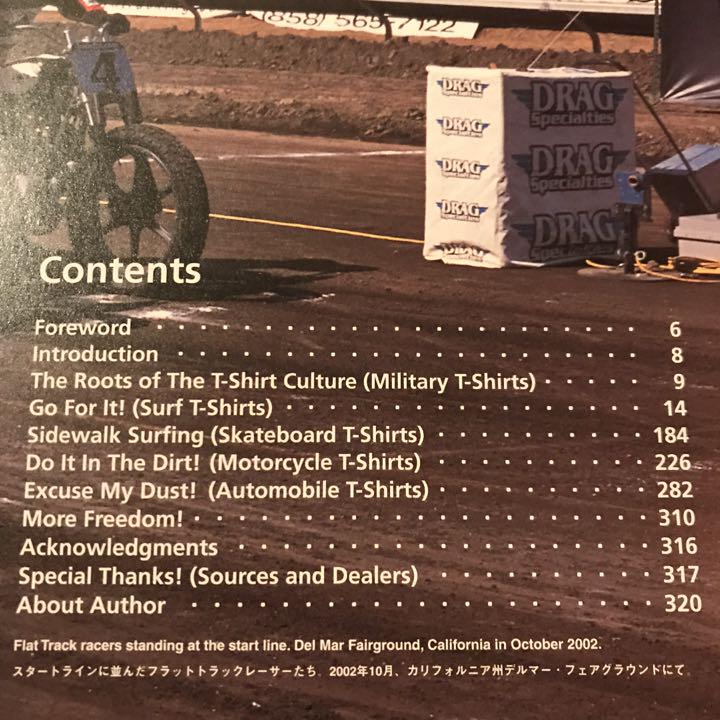 (858) 565-7122
4
DRAG
Specialties
DRAG
DRAG
Specialties
DRAG
DRAG
Specialties
DRAG
DRAG
DRAG
Specialties
Contents
Foreword 6
Introduction 8
The Roots of The T-Shirt Culture (Military T-Shirts) 9
Go For It! (Surf T-Shirts) 14
Sidewalk Surfing (Skateboard T-Shirts) 184
Do It In The Dirt! (Motorcycle T-Shirts) 226
Excuse My Dust! (Automobile T-Shirts) 282
More Freedom! 310
Acknowledgments 316
Special Thanks! (Sources and Dealers) 317
About Author 320
Flat Track racers standing at the start line. Del Mar Fairground, California in October 2002.
スタートラインに並んだフラットトラックレーサーたち。2002年10月、カリフォルニア州デルマー・フェアグラウンドにて。